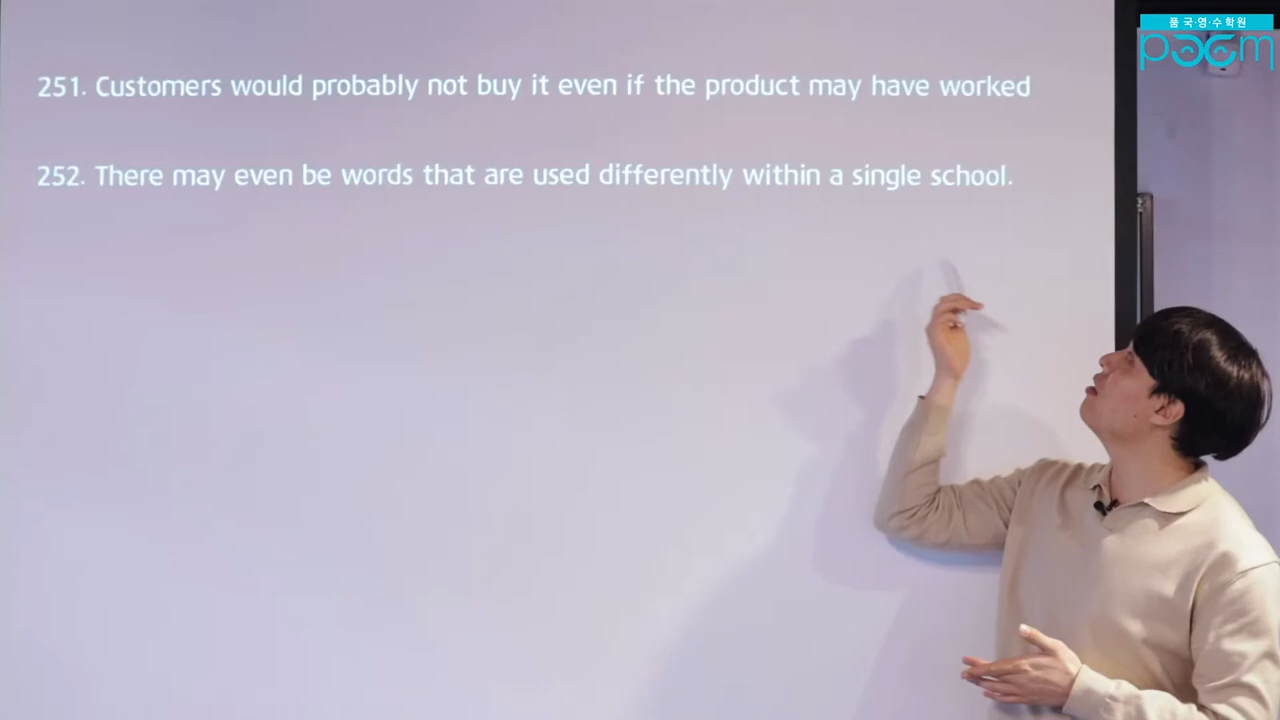 품 국·영·수학원
poem
251. Customers would probably not buy it even if the product may have worked
252. There may even be words that are used differently within a single school.